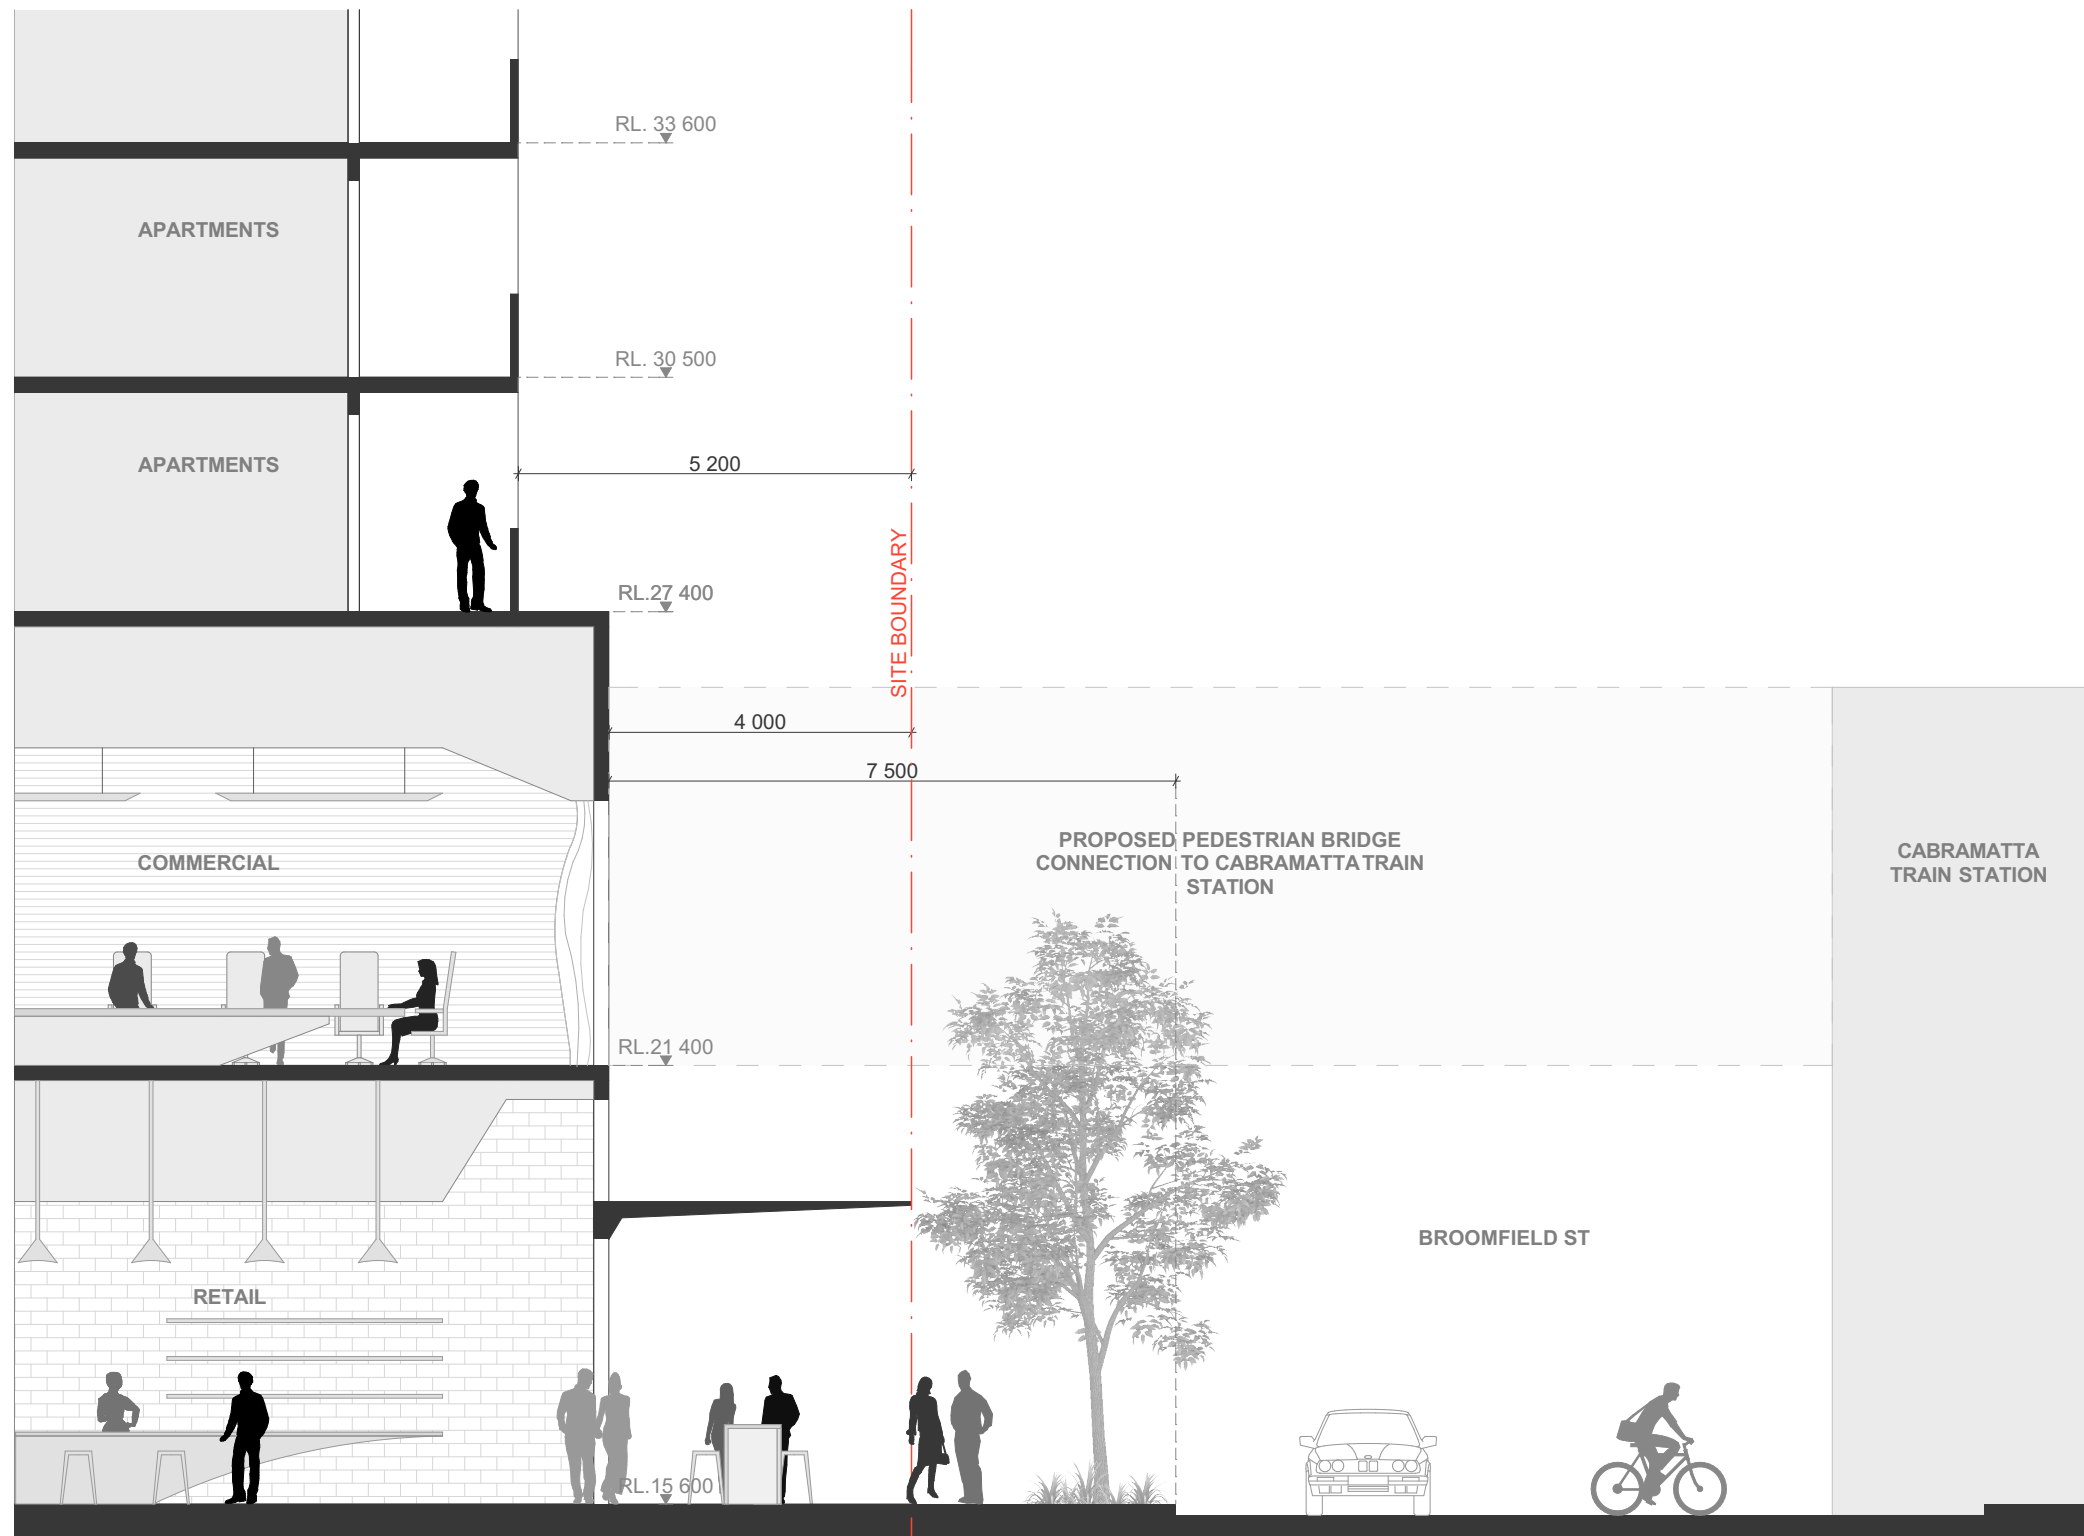 RL. 33 600
APARTMENTS
RL. 30 500
APARTMENTS
5 200
RL.27 400
SITE BOUNDARY
4 000
7 500
PROPOSED PEDESTRIAN BRIDGE
CONNECTION TO CABRAMATTA TRAIN
STATION
CABRAMATTA
TRAIN STATION
COMMERCIAL
RL.21 400
BROOMFIELD ST
RETAIL
RL.15 600